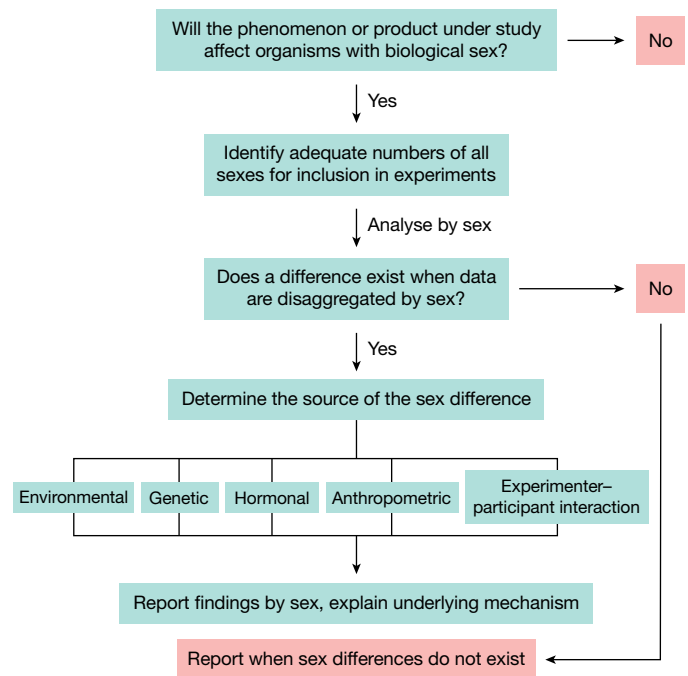 Will the phenomenon or product under study
affect organisms with biological sex?
No
Yes
Identify adequate numbers of all
sexes for inclusion in experiments
Analyse by sex
Does a difference exist when data
are disaggregated by sex?
No
Yes
Determine the source of the sex difference
Environmental
Genetic
Hormonal
Anthropometric
Experimenter–
participant interaction
Report findings by sex, explain underlying mechanism
Report when sex differences do not exist